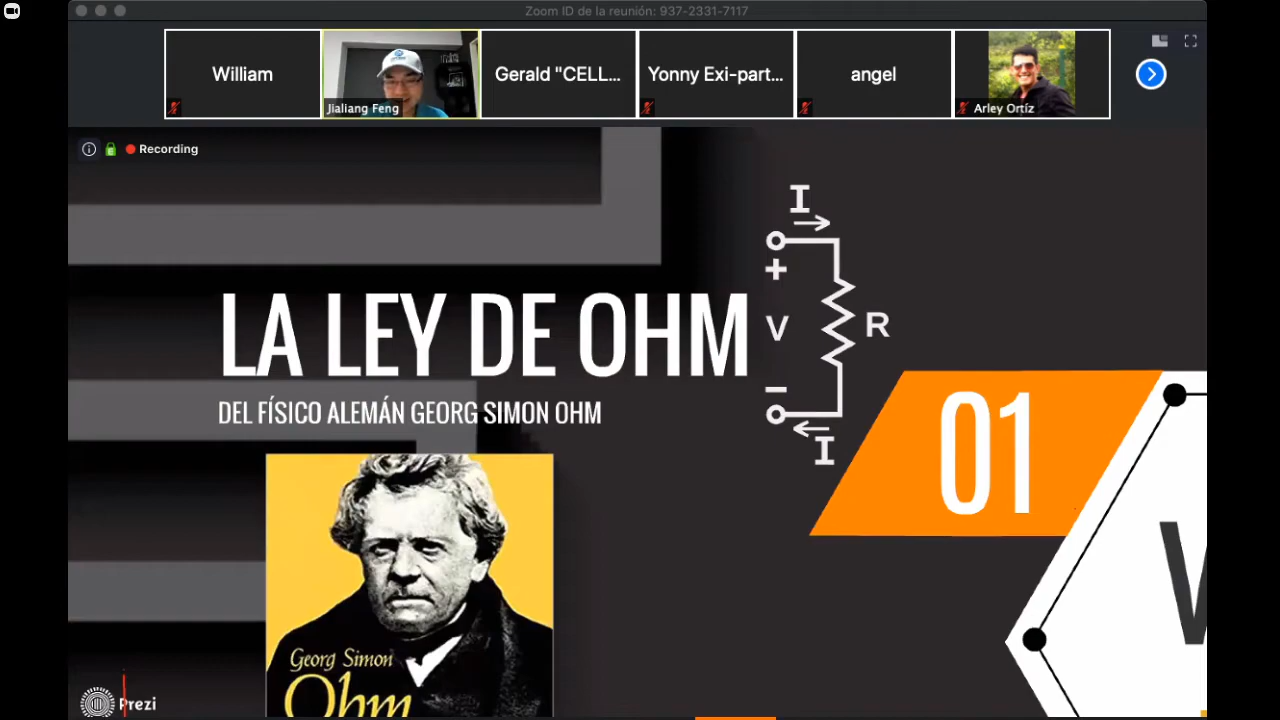 Zoom ID de la reunión: 937-2331-7117
William
Jialiang Feng
Gerald "CELL...
Yonny Exi-part...
angel
Arley Ortíz
Recording
I
+
V
R
−
I
LA LEY DE OHM
DEL FÍSICO ALEMÁN GEORG SIMON OHM
01
Georg Simon
Ohm
Prezi